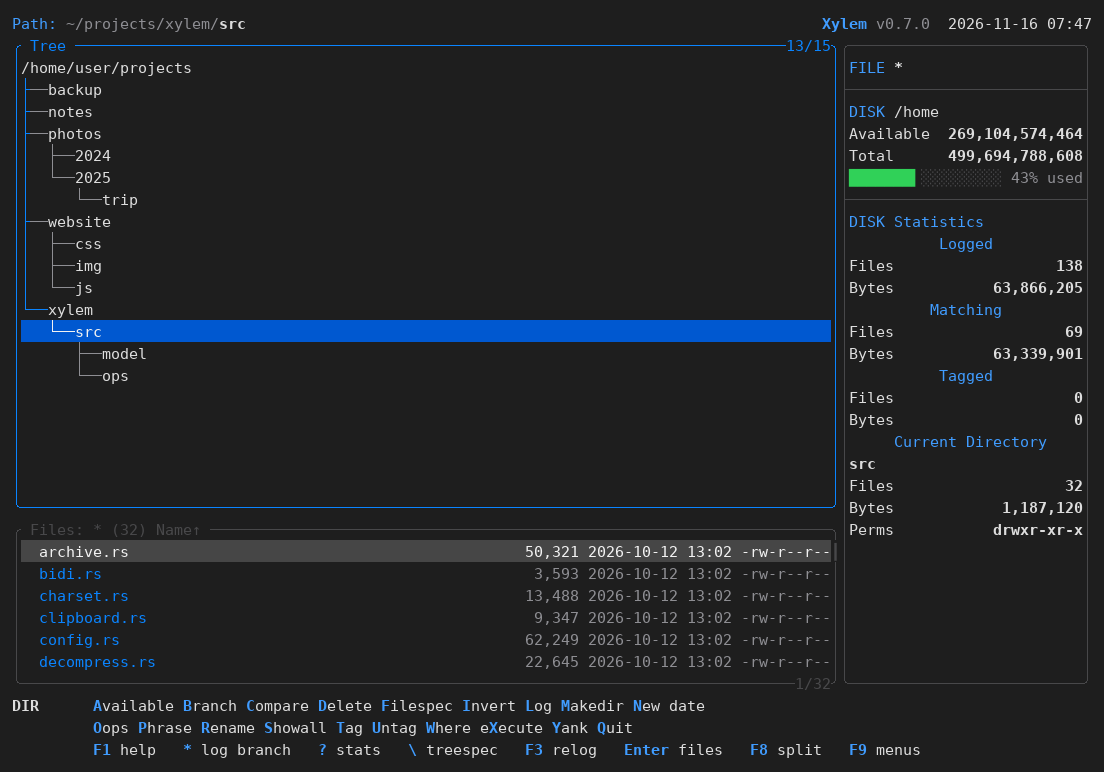 Path: ~/projects/xylem/src Xylem v0.7.0 2026-11-16 07:47
Tree 13/15
/home/user/projects
backup
notes
photos
2024
2025
trip
website
css
img
js
xylem
src
model
ops
FILE *
DISK /home
Available 269,104,574,464
Total 499,694,788,608
43% used
DISK Statistics
Logged
Files 138
Bytes 63,866,205
Matching
Files 69
Bytes 63,339,901
Tagged
Files 0
Bytes 0
Current Directory
src
Files 32
Bytes 1,187,120
Perms drwxr-xr-x
Files: * (32) Name↑
archive.rs 50,321 2026-10-12 13:02 -rw-r--r--
bidi.rs 3,593 2026-10-12 13:02 -rw-r--r--
charset.rs 13,488 2026-10-12 13:02 -rw-r--r--
clipboard.rs 9,347 2026-10-12 13:02 -rw-r--r--
config.rs 62,249 2026-10-12 13:02 -rw-r--r--
decompress.rs 22,645 2026-10-12 13:02 -rw-r--r--
1/32
DIR Available Branch Compare Delete Filespec Invert Log Makedir New date
Oops Phrase Rename Showall Tag Untag Where eXecute Yank Quit
F1 help * log branch ? stats \ treespec F3 relog Enter files F8 split F9 menus